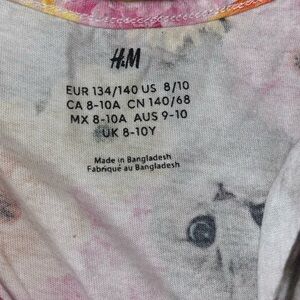 H&M
EUR 134/140 US 8/10
CA 8-10A CN 140/68
MX 8-10A AUS 9-10
UK 8-10Y
Made in Bangladesh
Fabriqué au Bangladesh